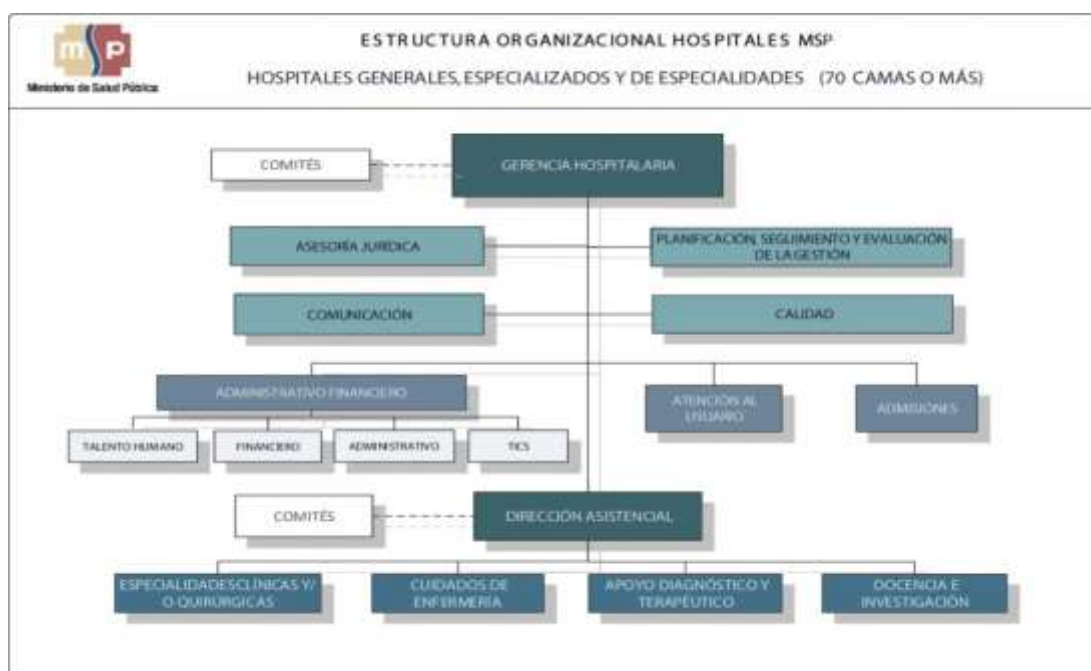 msp
Ministerio de Salud Pública
ESTRUCTURA ORGANIZACIONAL HOSPITALES MSP
HOSPITALES GENERALES, ESPECIALIZADOS Y DE ESPECIALIDADES (70 CAMAS O MÁS)
COMITÉS
GERENCIA HOSPITALARIA
ASESORÍA JURÍDICA
PLANIFICACIÓN, SEGUIMIENTO Y EVALUACIÓN
DE LA GESTIÓN
COMUNICACIÓN
CALIDAD
ADMINISTRATIVO FINANCIERO
ATENCIÓN AL
USUARIO
ADMISIONES
TALENTO HUMANO
FINANCIERO
ADMINISTRATIVO
TICS
COMITÉS
DIRECCIÓN ASISTENCIAL
ESPECIALIDADES CLÍNICAS Y/
O QUIRÚRGICAS
CUIDADOS DE
ENFERMERÍA
APOYO DIAGNÓSTICO Y
TERAPÉUTICO
DOCENCIA E
INVESTIGACIÓN